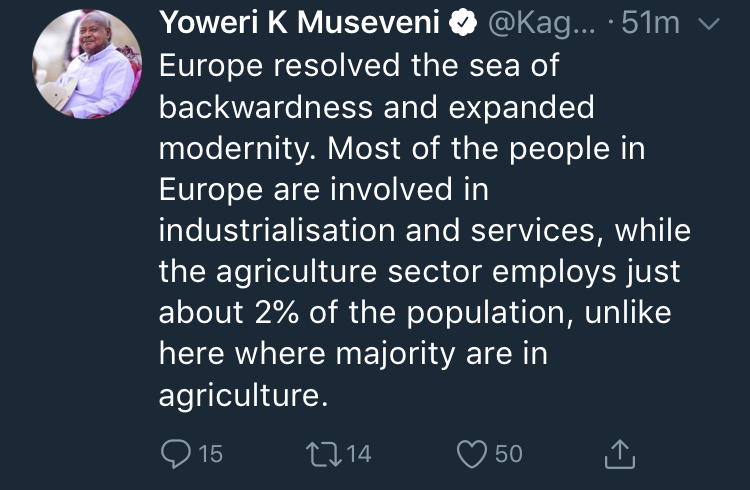 Yoweri K Museveni @Kag... · 51m
Europe resolved the sea of
backwardness and expanded
modernity. Most of the people in
Europe are involved in
industrialisation and services, while
the agriculture sector employs just
about 2% of the population, unlike
here where majority are in
agriculture.
15 14 50